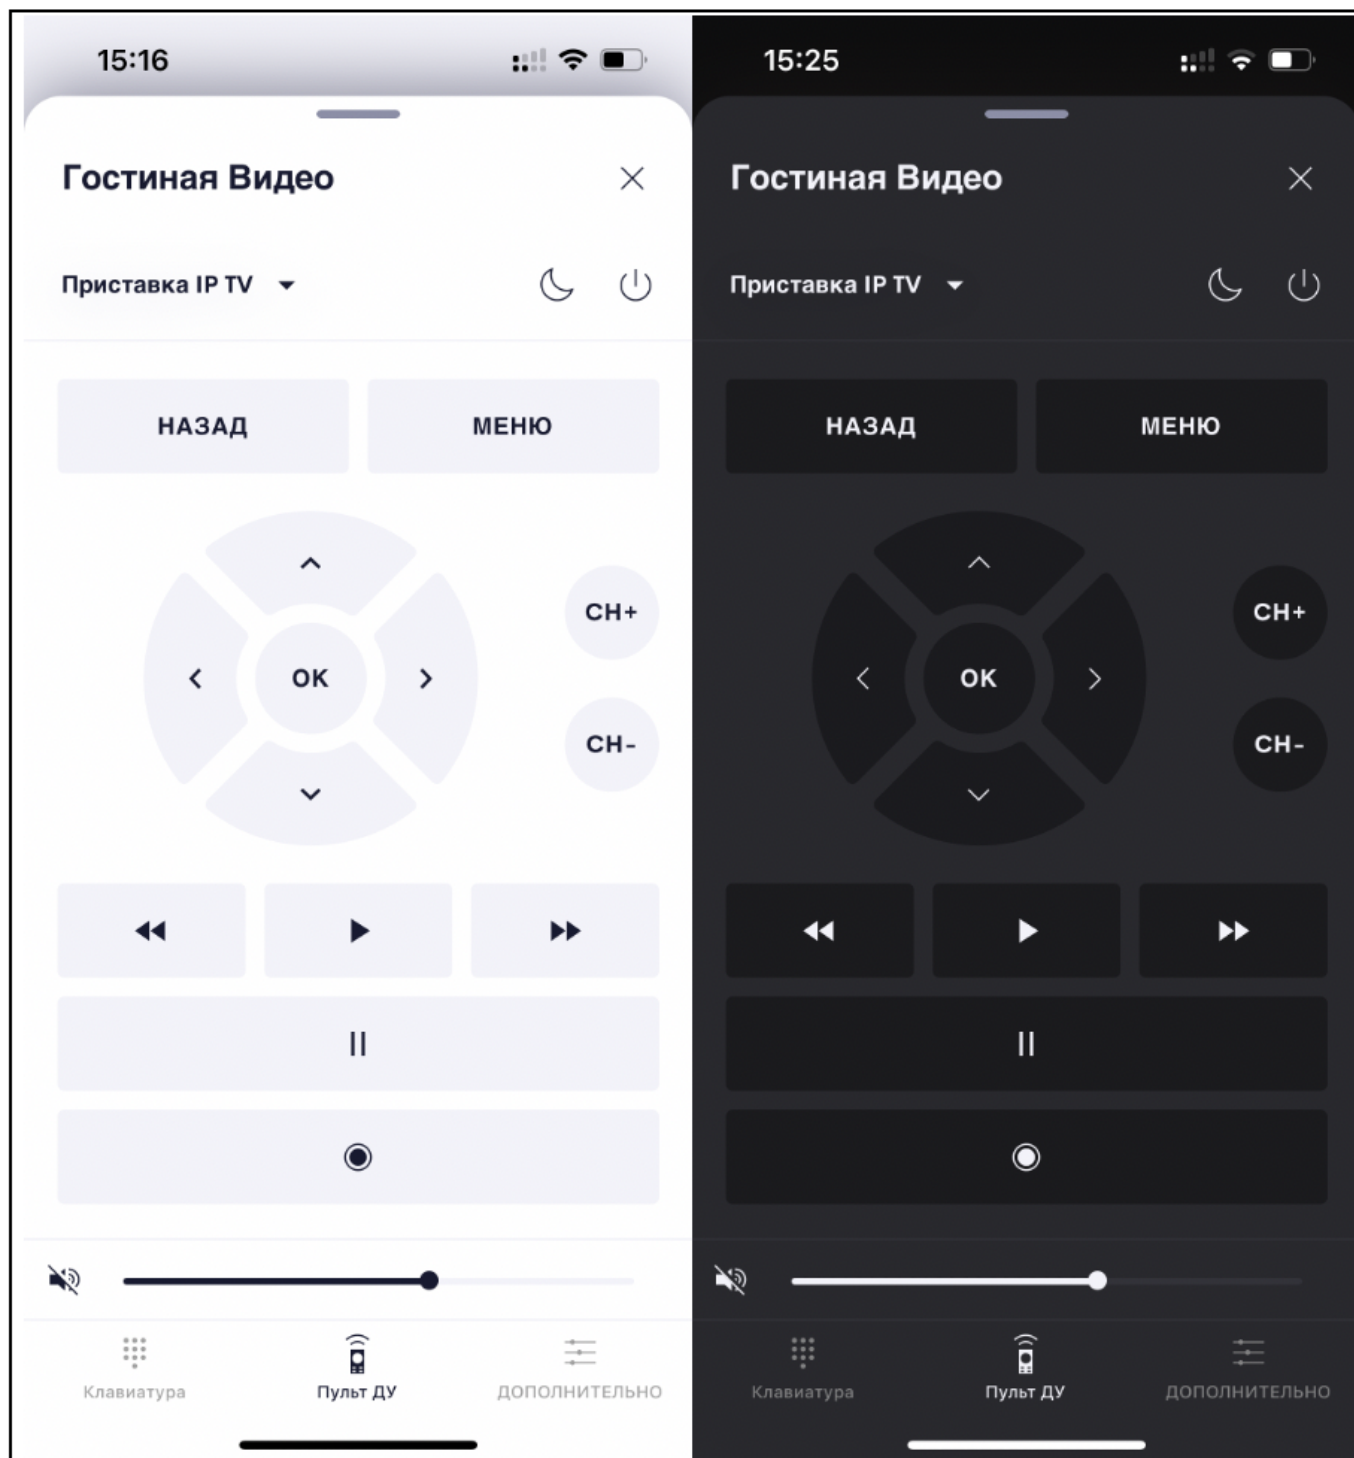 15:16
Гостиная Видео
Приставка IP TV
НАЗАД
МЕНЮ
CH+
OK
CH-
Клавиатура
Пульт ДУ
ДОПОЛНИТЕЛЬНО
15:25
Гостиная Видео
Приставка IP TV
НАЗАД
МЕНЮ
CH+
OK
CH-
Клавиатура
Пульт ДУ
ДОПОЛНИТЕЛЬНО